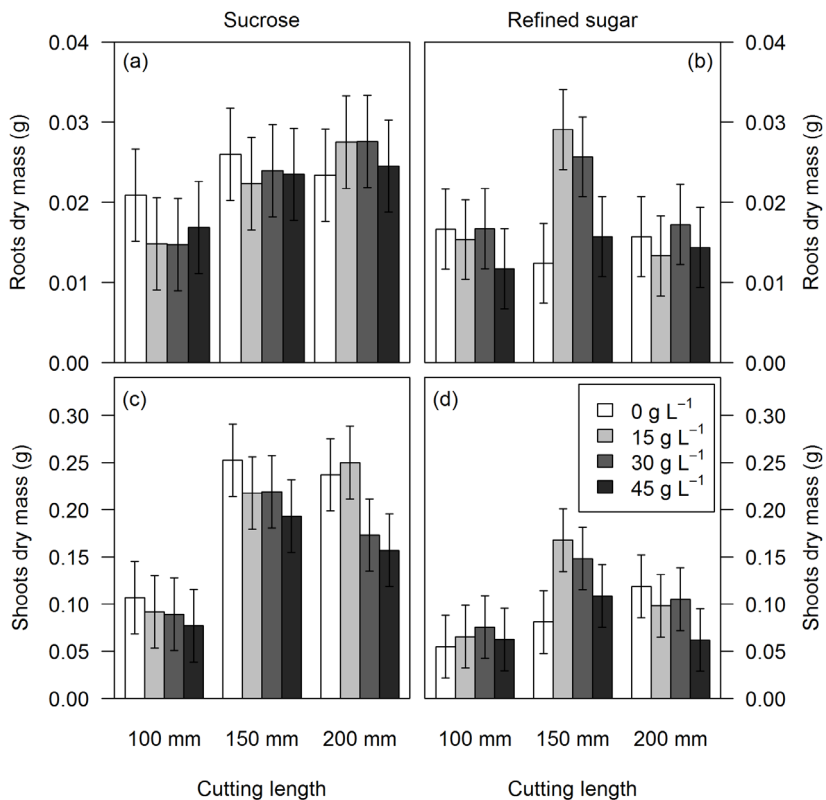 Sucrose
Refined sugar
(a)
(b)
0.04
0.03
0.02
0.01
0.00
Roots dry mass (g)
0.04
0.03
0.02
0.01
0.00
Roots dry mass (g)
(c)
(d)
0.30
0.25
0.20
0.15
0.10
0.05
0.00
Shoots dry mass (g)
0 g L⁻¹
15 g L⁻¹
30 g L⁻¹
45 g L⁻¹
0.30
0.25
0.20
0.15
0.10
0.05
0.00
Shoots dry mass (g)
100 mm 150 mm 200 mm
100 mm 150 mm 200 mm
Cutting length
Cutting length